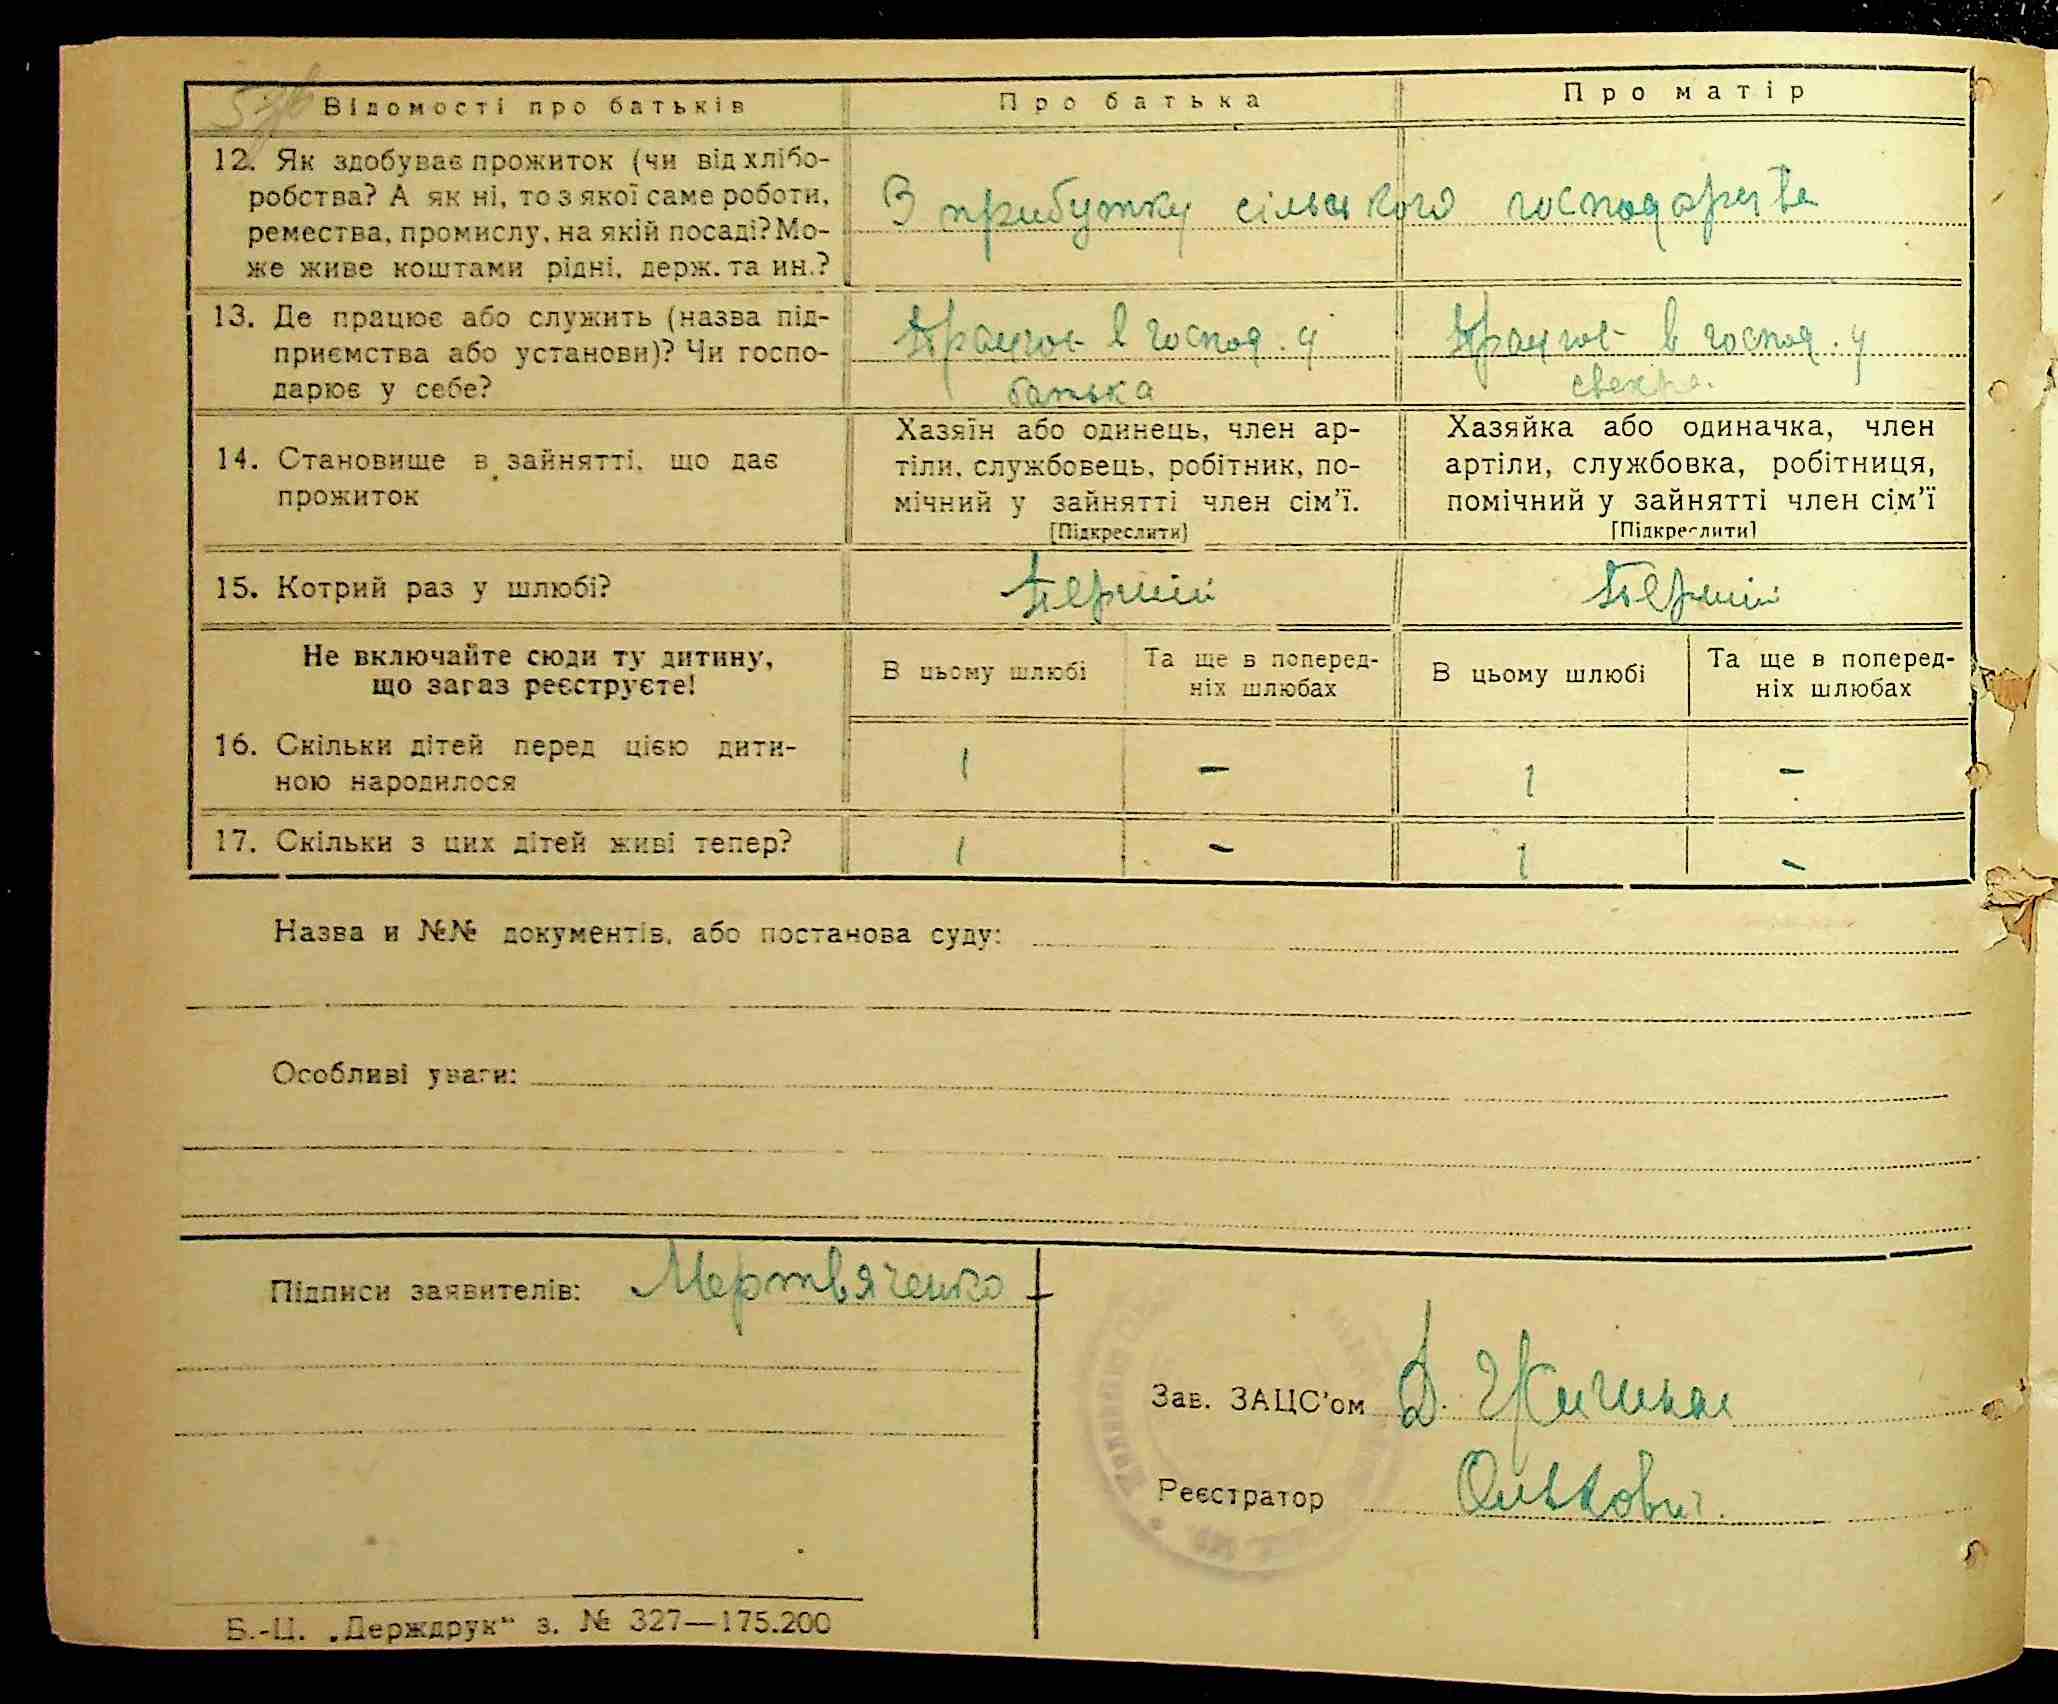 Відомості про батьків
Про батька
Про матір
12. Як здобуває прожиток (чи від хлібо-
робства? А як ні, то з якої саме роботи,
ремества, промислу, на якій посаді? Мо-
же живе коштами рідні, держ. та ин.?
З прибутку сільського господарства
13. Де працює або служить (назва під-
приємства або установи)? Чи госпо-
дарює у себе?
Працює в господ. у
батька
Працює в господ. у
свекра.
14. Становище в зайнятті, що дає
прожиток
Хазяїн або одинець, член ар-
тіли, службовець, робітник, по-
мічний у зайнятті член сім'ї.
[Підкреслити]
Хазяйка або одиначка, член
артіли, службовка, робітниця,
помічний у зайнятті член сім'ї
[Підкреслити]
15. Котрий раз у шлюбі?
Перший
Перший
Не включайте сюди ту дитину,
що зараз реєструєте!
В цьому шлюбі
Та ще в поперед-
ніх шлюбах
В цьому шлюбі
Та ще в поперед-
ніх шлюбах
16. Скільки дітей перед цією дити-
ною народилося
1 – 1 –
17. Скільки з цих дітей живі тепер?
1 – 1 –
Назва и №№ документів, або постанова суду:
Особливі уваги:
Підписи заявителів: Мертвяченко
Зав. ЗАЦС'ом Д.
Реєстратор
Б.-Ц. „Держдрук" з. № 327—175.200